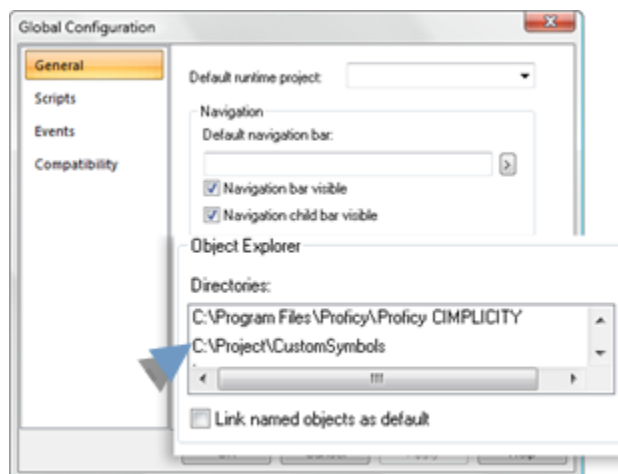 Global Configuration
General
Scripts
Events
Compatibility
Default runtime project:
Navigation
Default navigation bar:
>
Navigation bar visible
Navigation child bar visible
Object Explorer
Directories:
C:\Program Files\Proficy\Proficy CIMPLICITY
C:\Project\CustomSymbols
Link named objects as default